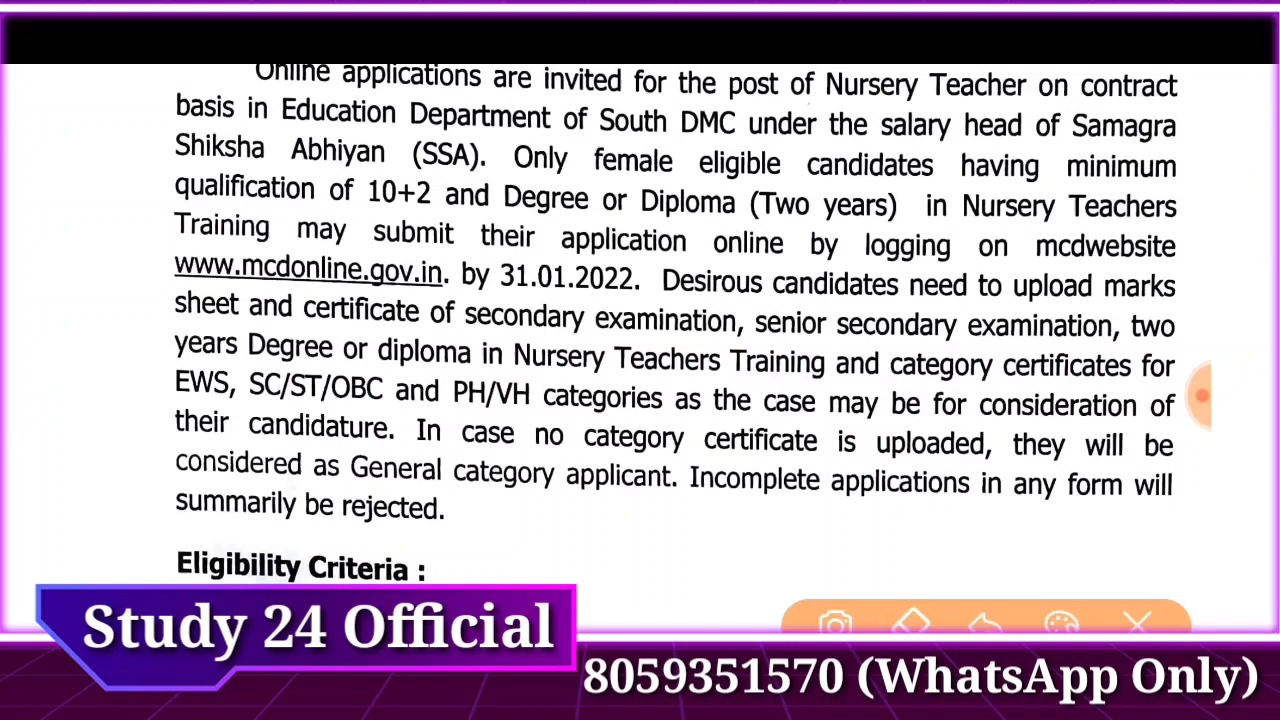 Online applications are invited for the post of Nursery Teacher on contract
basis in Education Department of South DMC under the salary head of Samagra
Shiksha Abhiyan (SSA). Only female eligible candidates having minimum
qualification of 10+2 and Degree or Diploma (Two years) in Nursery Teachers
Training may submit their application online by logging on mcdwebsite
www.mcdonline.gov.in. by 31.01.2022. Desirous candidates need to upload marks
sheet and certificate of secondary examination, senior secondary examination, two
years Degree or diploma in Nursery Teachers Training and category certificates for
EWS, SC/ST/OBC and PH/VH categories as the case may be for consideration of
their candidature. In case no category certificate is uploaded, they will be
considered as General category applicant. Incomplete applications in any form will
summarily be rejected.
Eligibility Criteria :
Study 24 Official
8059351570 (WhatsApp Only)